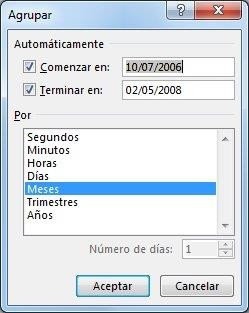 Agrupar
Automáticamente
Comenzar en: 10/07/2006
Terminar en: 02/05/2008
Por
Segundos
Minutos
Horas
Días
Meses
Trimestres
Años
Número de días: 1
Aceptar Cancelar